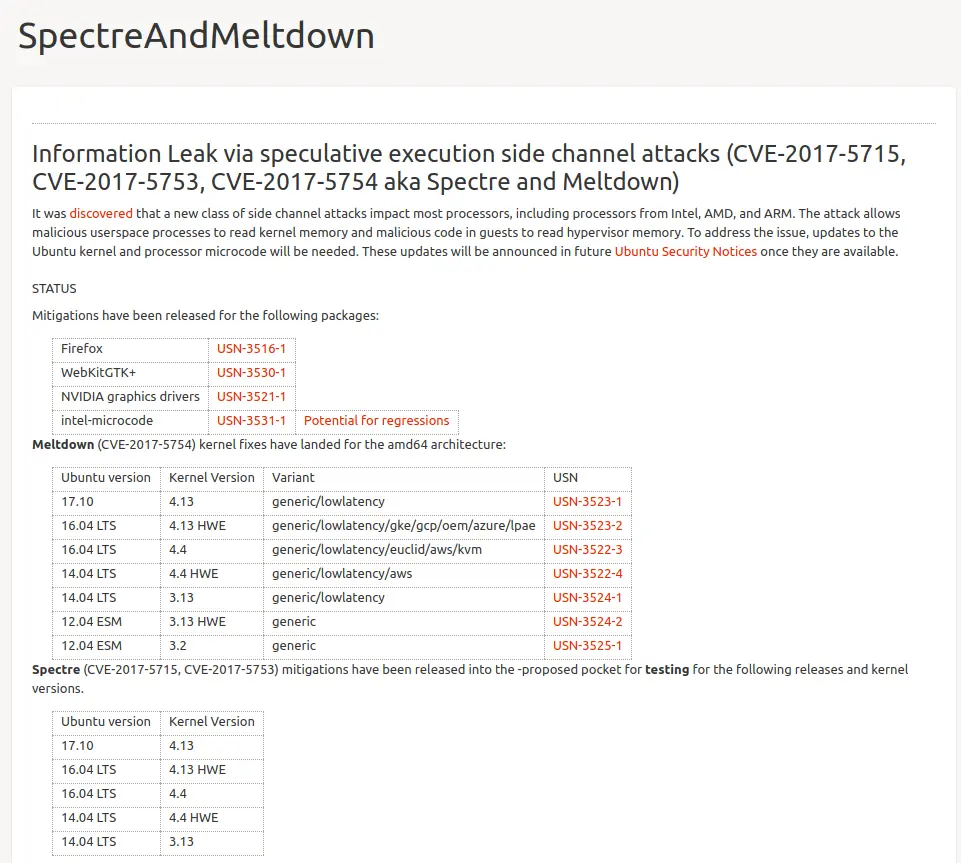 SpectreAndMeltdown
Information Leak via speculative execution side channel attacks (CVE-2017-5715,
CVE-2017-5753, CVE-2017-5754 aka Spectre and Meltdown)
It was discovered that a new class of side channel attacks impact most processors, including processors from Intel, AMD, and ARM. The attack allows
malicious userspace processes to read kernel memory and malicious code in guests to read hypervisor memory. To address the issue, updates to the
Ubuntu kernel and processor microcode will be needed. These updates will be announced in future Ubuntu Security Notices once they are available.
STATUS
Mitigations have been released for the following packages:
Firefox USN-3516-1
WebKitGTK+ USN-3530-1
NVIDIA graphics drivers USN-3521-1
intel-microcode USN-3531-1 Potential for regressions
Meltdown (CVE-2017-5754) kernel fixes have landed for the amd64 architecture:
Ubuntu version Kernel Version Variant USN
17.10 4.13 generic/lowlatency USN-3523-1
16.04 LTS 4.13 HWE generic/lowlatency/gke/gcp/oem/azure/lpae USN-3523-2
16.04 LTS 4.4 generic/lowlatency/euclid/aws/kvm USN-3522-3
14.04 LTS 4.4 HWE generic/lowlatency/aws USN-3522-4
14.04 LTS 3.13 generic/lowlatency USN-3524-1
12.04 ESM 3.13 HWE generic USN-3524-2
12.04 ESM 3.2 generic USN-3525-1
Spectre (CVE-2017-5715, CVE-2017-5753) mitigations have been released into the -proposed pocket for testing for the following releases and kernel
versions.
Ubuntu version Kernel Version
17.10 4.13
16.04 LTS 4.13 HWE
16.04 LTS 4.4
14.04 LTS 4.4 HWE
14.04 LTS 3.13